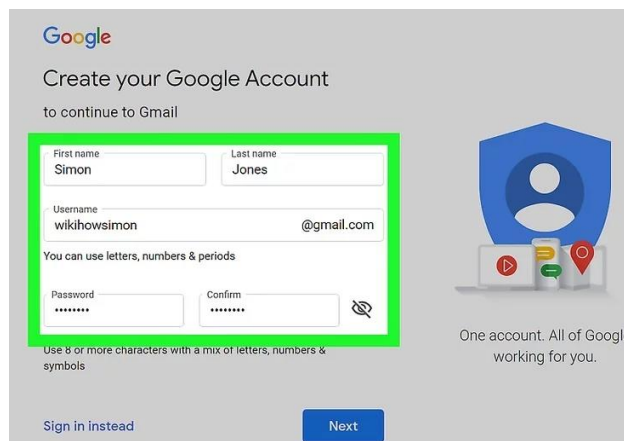 Google
Create your Google Account
to continue to Gmail
First name
Simon
Last name
Jones
Username
wikihowsimon
@gmail.com
You can use letters, numbers & periods
Password
••••••••
Confirm
••••••••
Use 8 or more characters with a mix of letters, numbers &
symbols
One account. All of Googl
working for you.
Sign in instead
Next